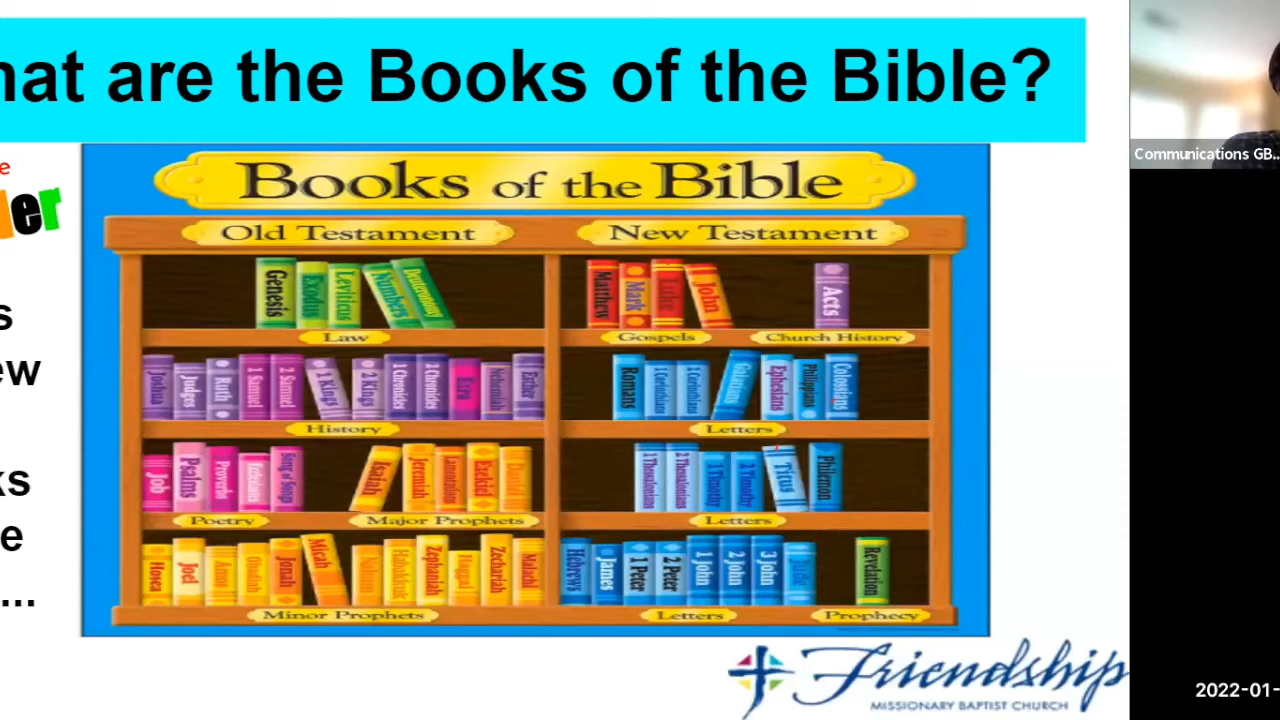 hat are the Books of the Bible?
Communications GB...
e
der
s
ew
ks
e
...
Books of the Bible
Old Testament
New Testament
Genesis Exodus Leviticus Numbers Deuteronomy
Matthew Mark Luke John Acts
Law
Gospels Church History
Joshua Judges Ruth 1 Samuel 2 Samuel 1 Kings 2 Kings 1 Chronicles 2 Chronicles Ezra Nehemiah Esther
Romans 1 Corinthians 2 Corinthians Galatians Ephesians Philippians Colossians
History
Letters
Job Psalms Proverbs Ecclesiastes Song of Songs Isaiah Jeremiah Lamentations Ezekiel Daniel
1 Thessalonians 2 Thessalonians 1 Timothy 2 Timothy Titus Philemon
Poetry Major Prophets
Letters
Hosea Joel Amos Obadiah Jonah Micah Nahum Habakkuk Zephaniah Haggai Zechariah Malachi
Hebrews James 1 Peter 2 Peter 1 John 2 John 3 John Jude Revelation
Minor Prophets
Letters Prophecy
Friendship
MISSIONARY BAPTIST CHURCH
2022-01-